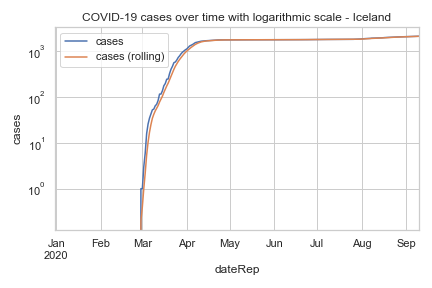 COVID-19 cases over time with logarithmic scale - Iceland
cases
cases (rolling)
10³
10²
10¹
10⁰
cases
Jan Feb Mar Apr May Jun Jul Aug Sep
2020
dateRep